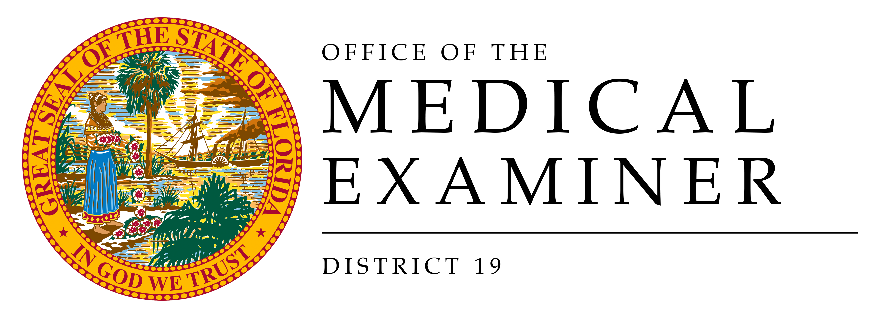 GREAT SEAL OF THE STATE OF FLORIDA
IN GOD WE TRUST
OFFICE OF THE
MEDICAL
EXAMINER
DISTRICT 19